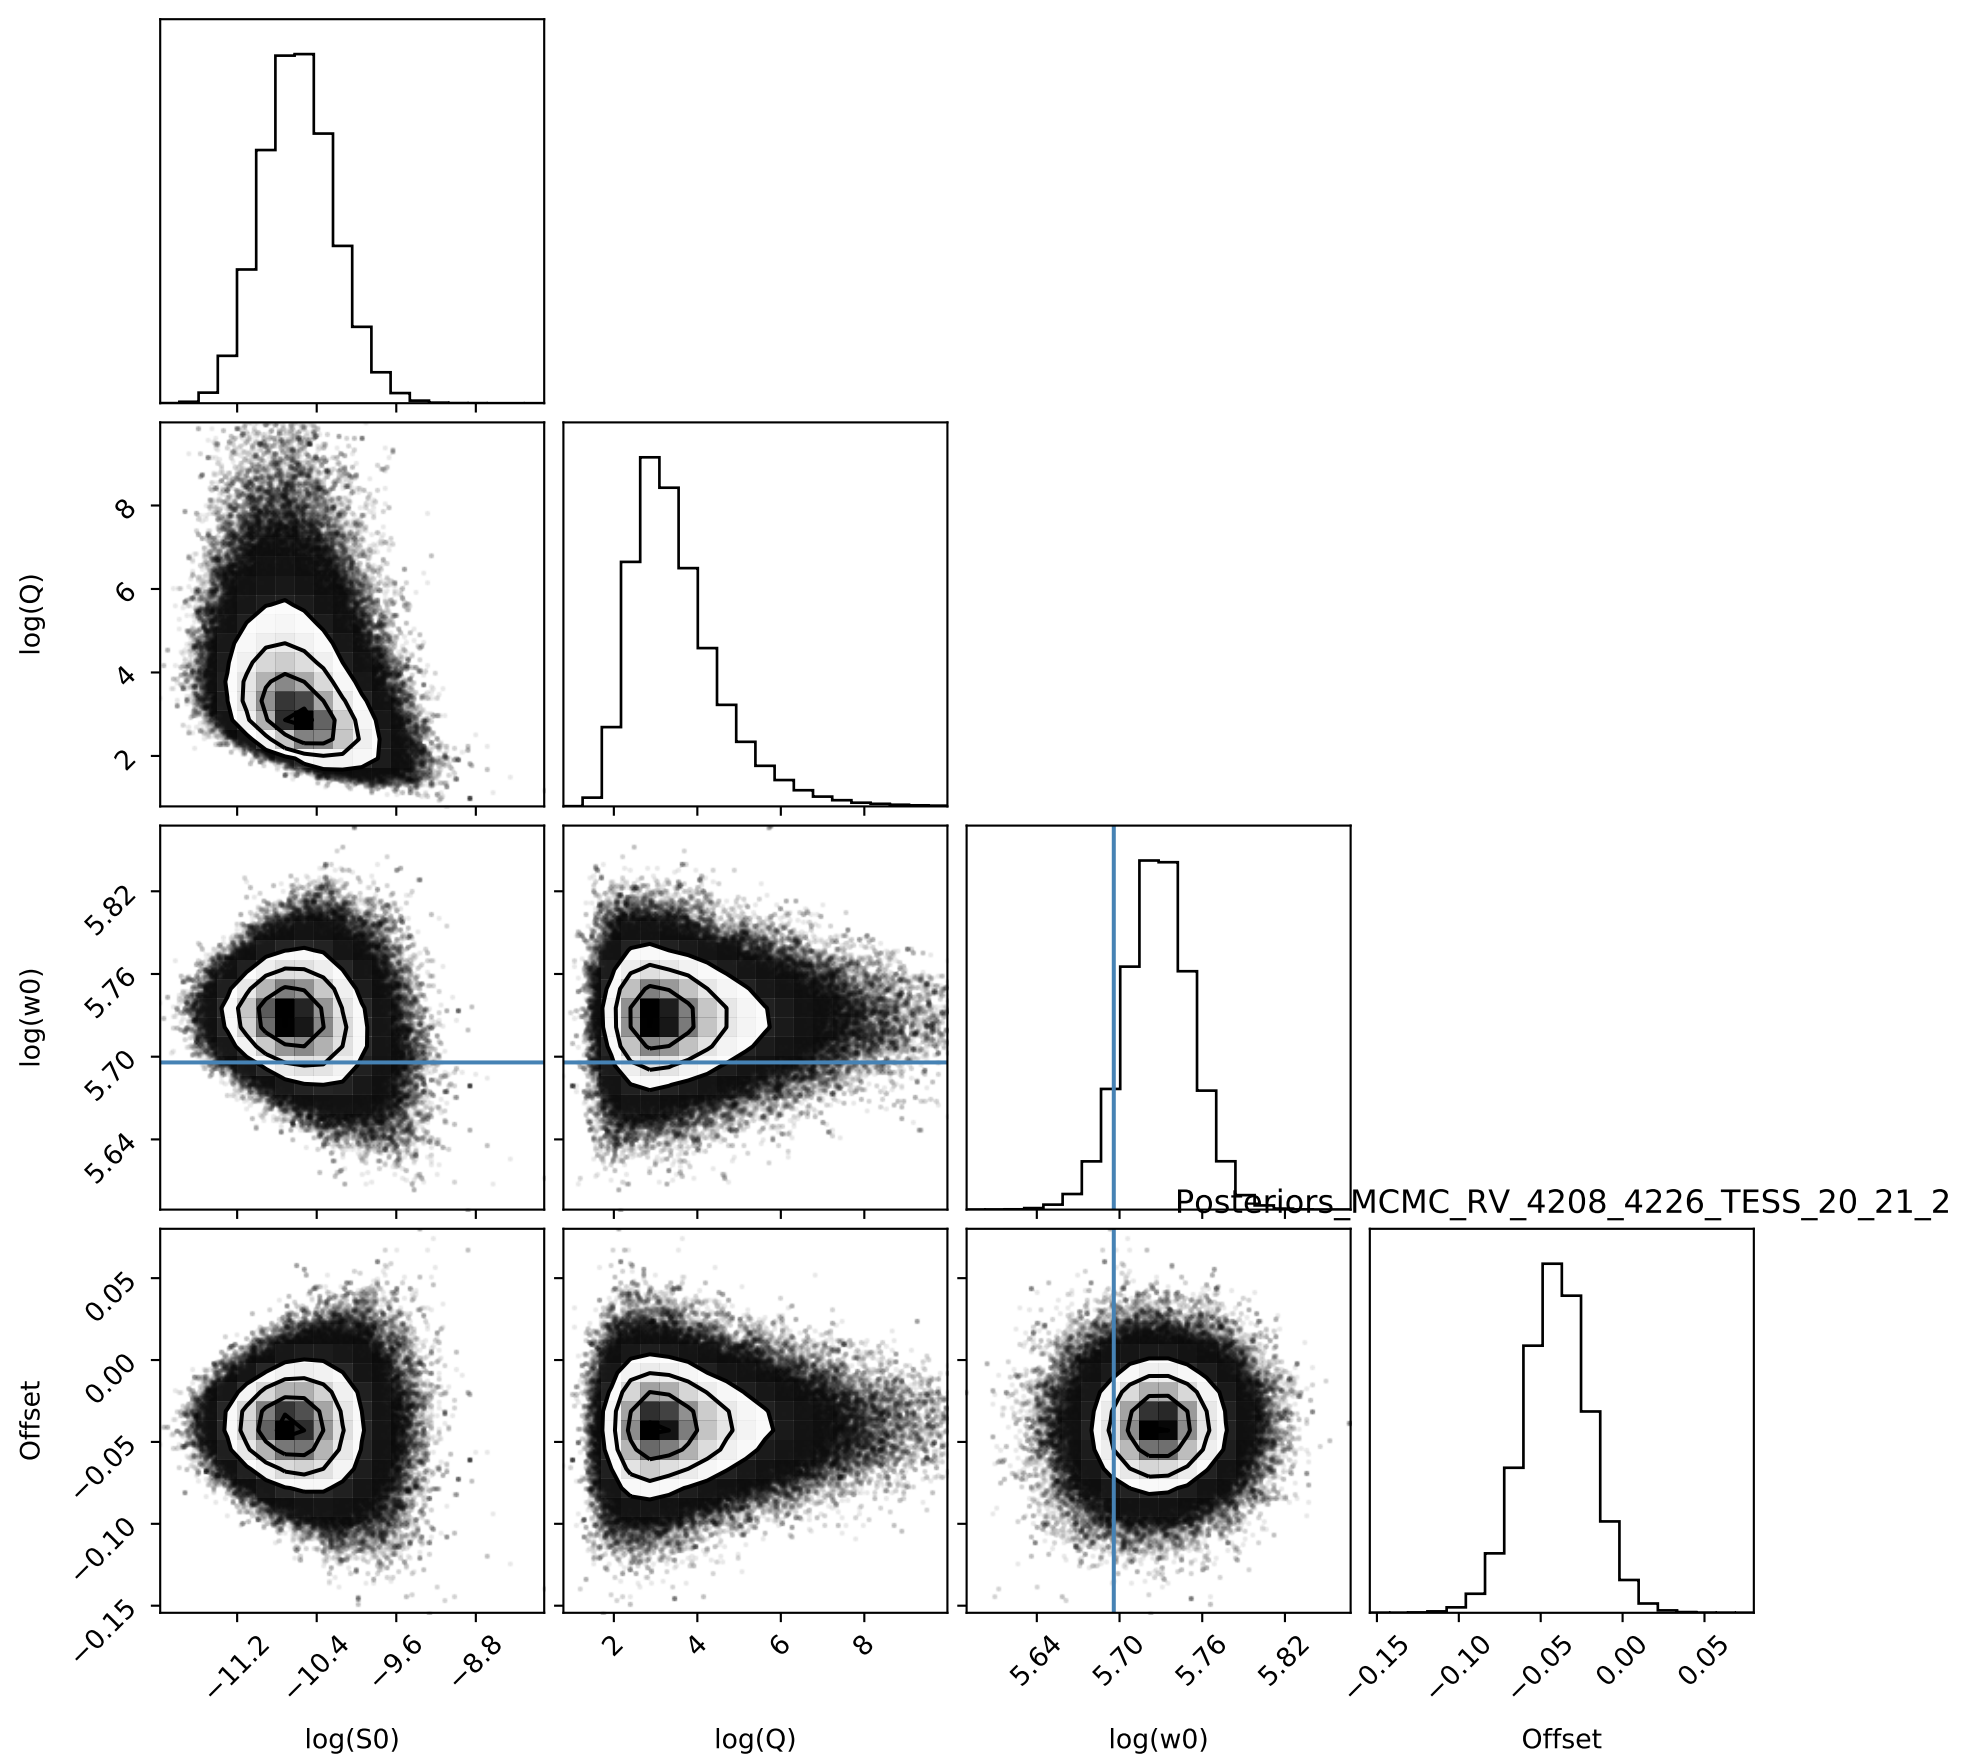 log(Q)
8
6
4
2
log(w0)
5.82
5.76
5.70
5.64
Posteriors_MCMC_RV_4208_4226_TESS_20_21_2
Offset
0.05
0.00
−0.05
−0.10
−0.15
−11.2 −10.4 −9.6 −8.8
2 4 6 8
5.64 5.70 5.76 5.82
−0.15 −0.10 −0.05 0.00 0.05
log(S0) log(Q) log(w0) Offset